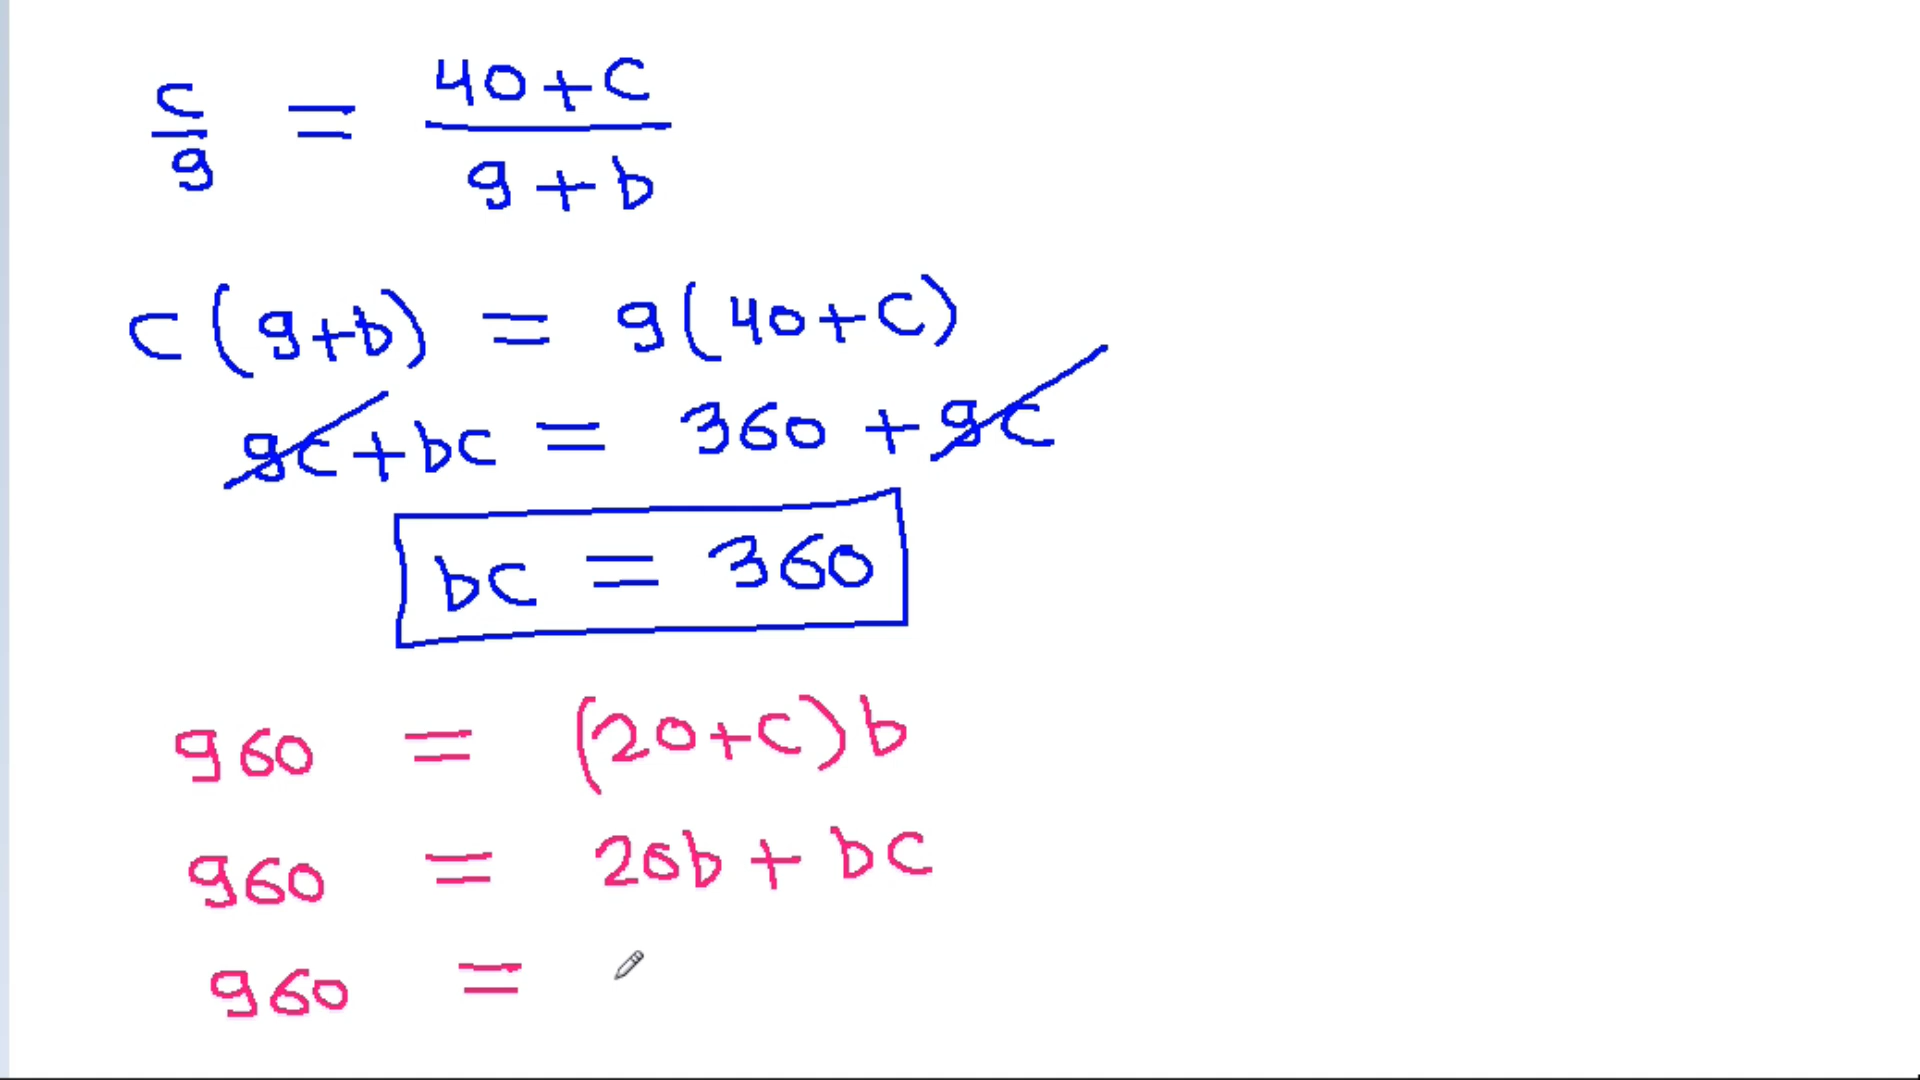 c/9 = (40+c)/(9+b)
c(9+b) = 9(40+c)
9c+bc = 360+9c
bc = 360
960 = (20+c)b
960 = 20b+bc
960 =